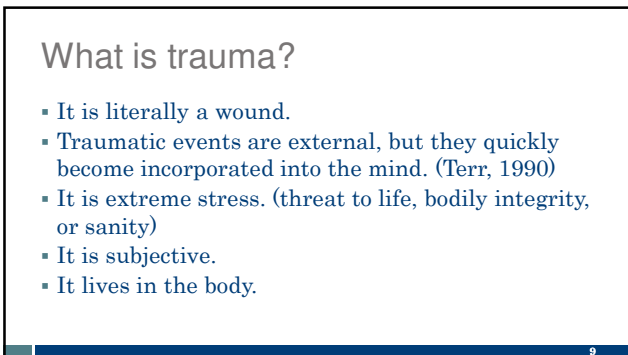 What is trauma?
▪ It is literally a wound.
▪ Traumatic events are external, but they quickly
become incorporated into the mind. (Terr, 1990)
▪ It is extreme stress. (threat to life, bodily integrity,
or sanity)
▪ It is subjective.
▪ It lives in the body.
9